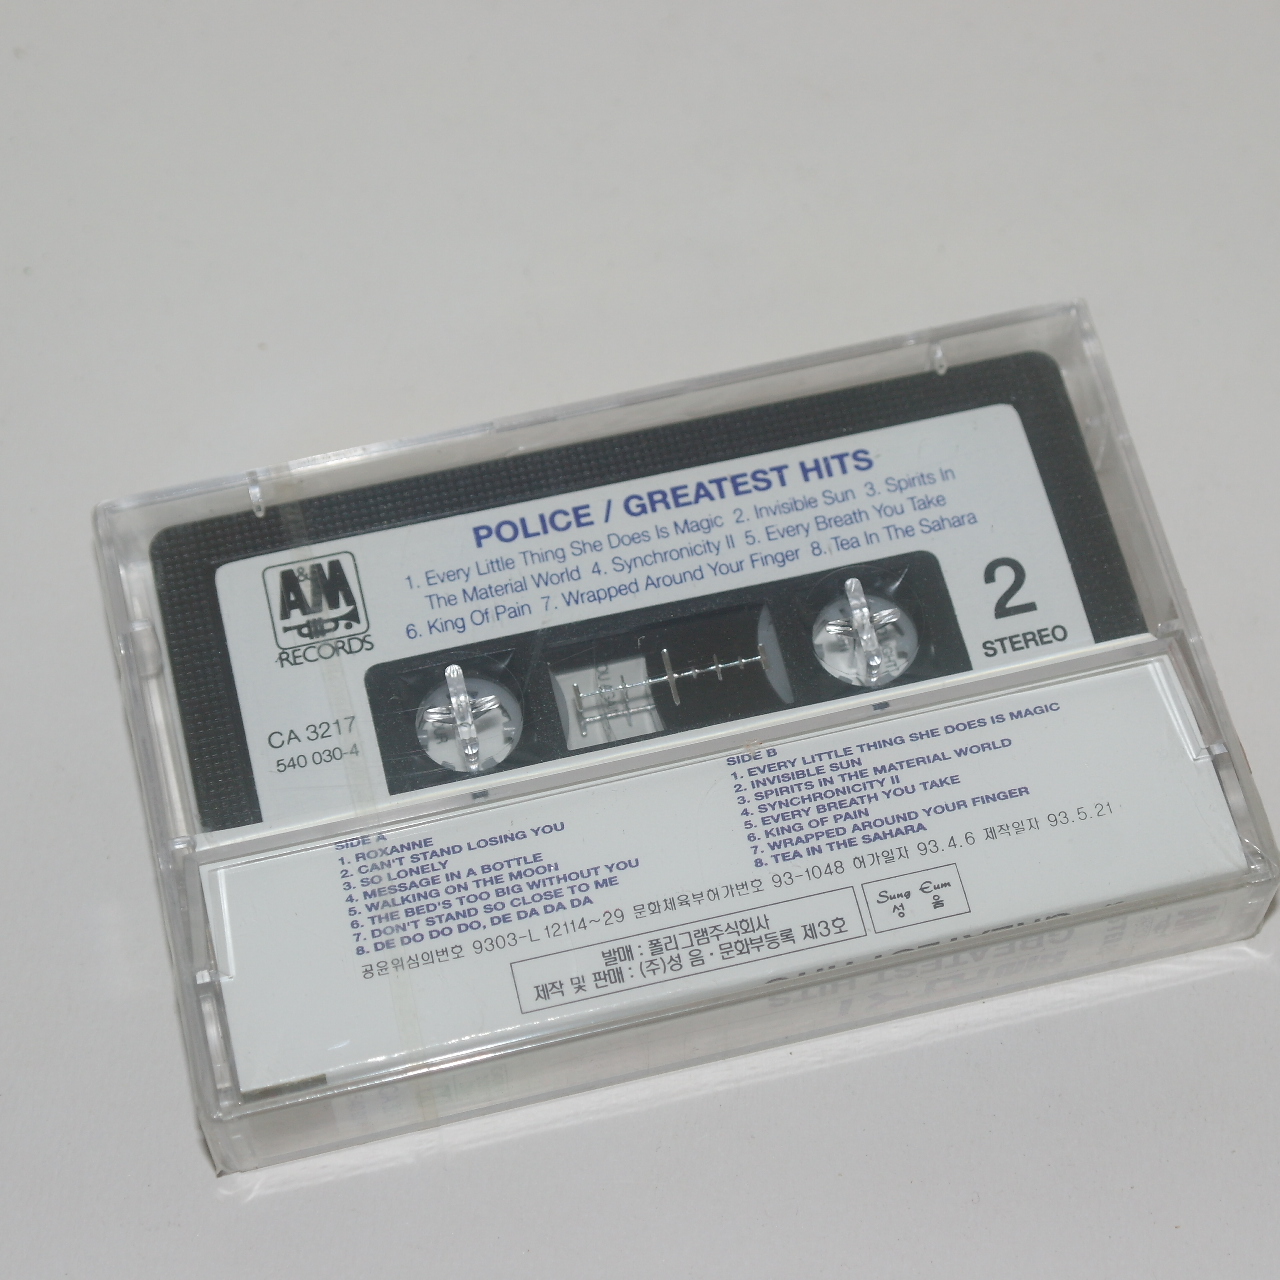 POLICE / GREATEST HITS
1. Every Little Thing She Does Is Magic 2. Invisible Sun 3. Spirits In
The Material World 4. Synchronicity II 5. Every Breath You Take
6. King Of Pain 7. Wrapped Around Your Finger 8. Tea In The Sahara
A&M
RECORDS
CA 3217
540 030-4
2
STEREO
SIDE A
1. ROXANNE
2. CAN'T STAND LOSING YOU
3. SO LONELY
4. MESSAGE IN A BOTTLE
5. WALKING ON THE MOON
6. THE BED'S TOO BIG WITHOUT YOU
7. DON'T STAND SO CLOSE TO ME
8. DE DO DO DO, DE DA DA DA
SIDE B
1. EVERY LITTLE THING SHE DOES IS MAGIC
2. INVISIBLE SUN
3. SPIRITS IN THE MATERIAL WORLD
4. SYNCHRONICITY II
5. EVERY BREATH YOU TAKE
6. KING OF PAIN
7. WRAPPED AROUND YOUR FINGER
8. TEA IN THE SAHARA
공윤위심의번호 9303-L 12114~29 문화체육부허가번호 93-1048 허가일자 93.4.6 제작일자 93.5.21
발매 : 폴리그램주식회사
제작 및 판매 : (주)성 음 · 문화부등록 제3호
Sung Eum
성 음